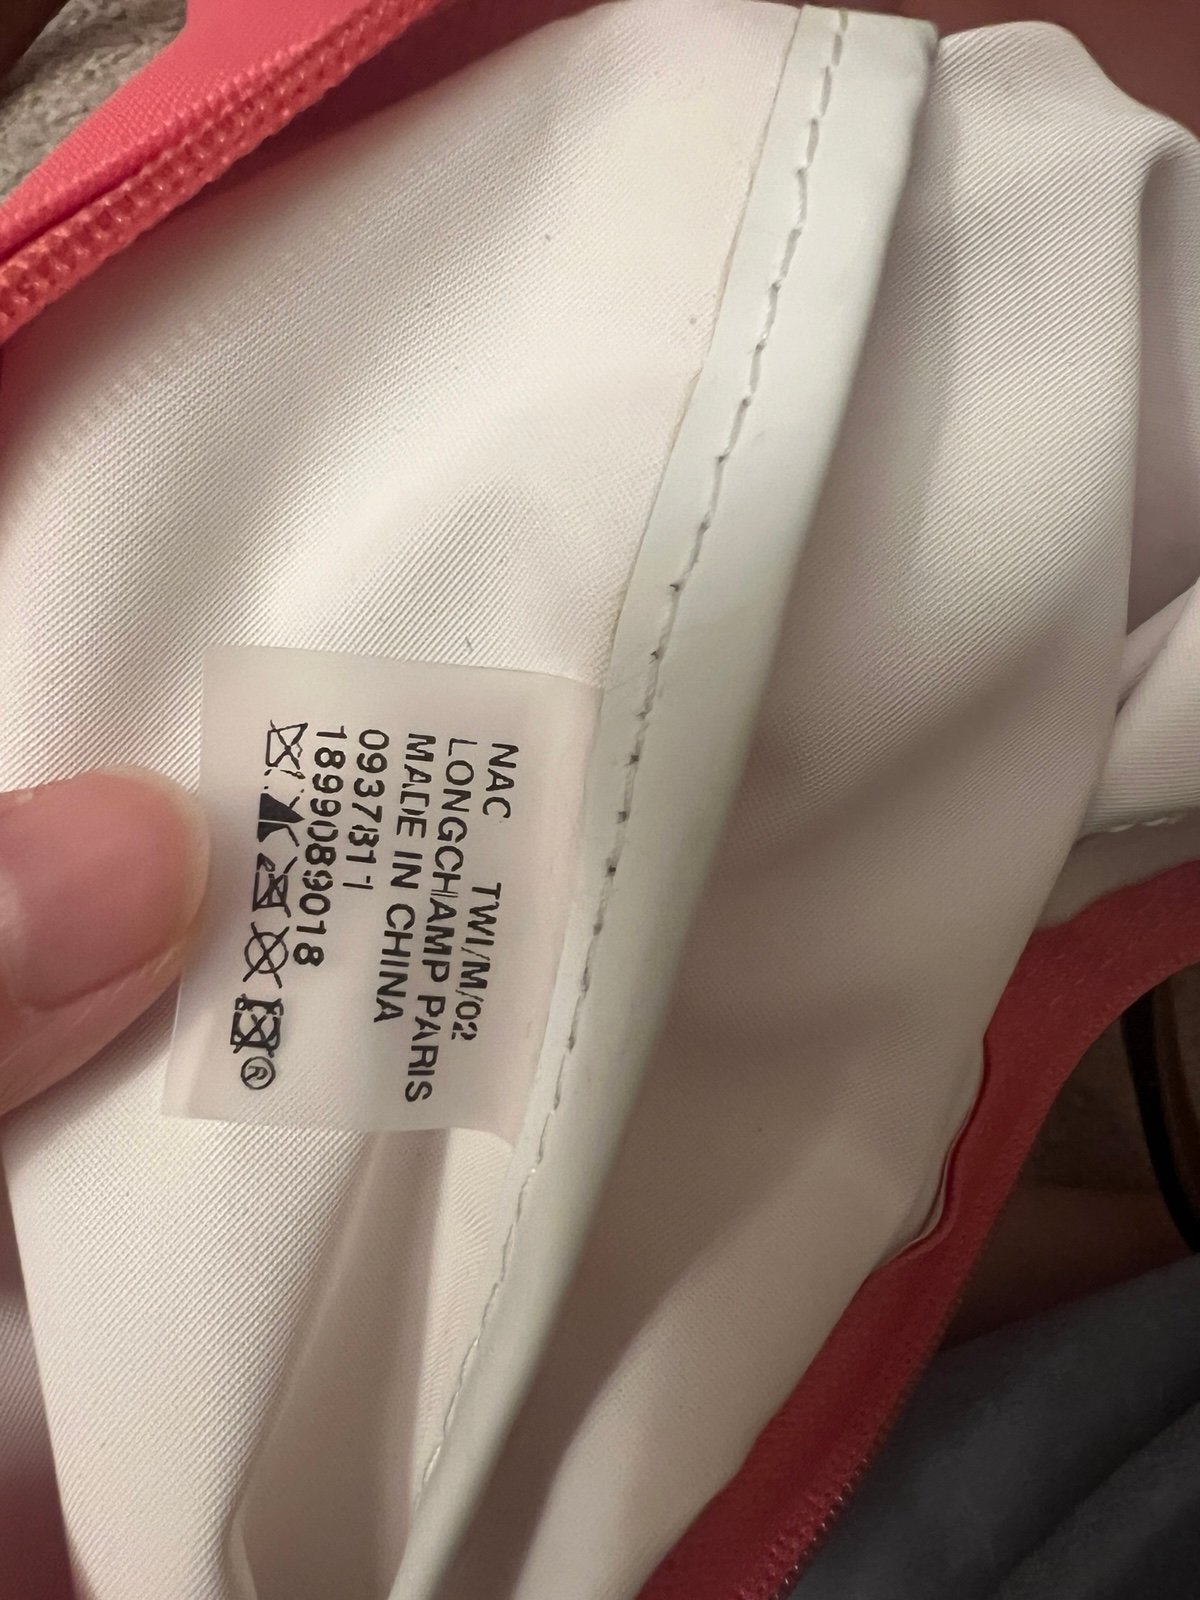 NAC TWI/M/02
LONGCHAMP PARIS
MADE IN CHINA
1899089018
®